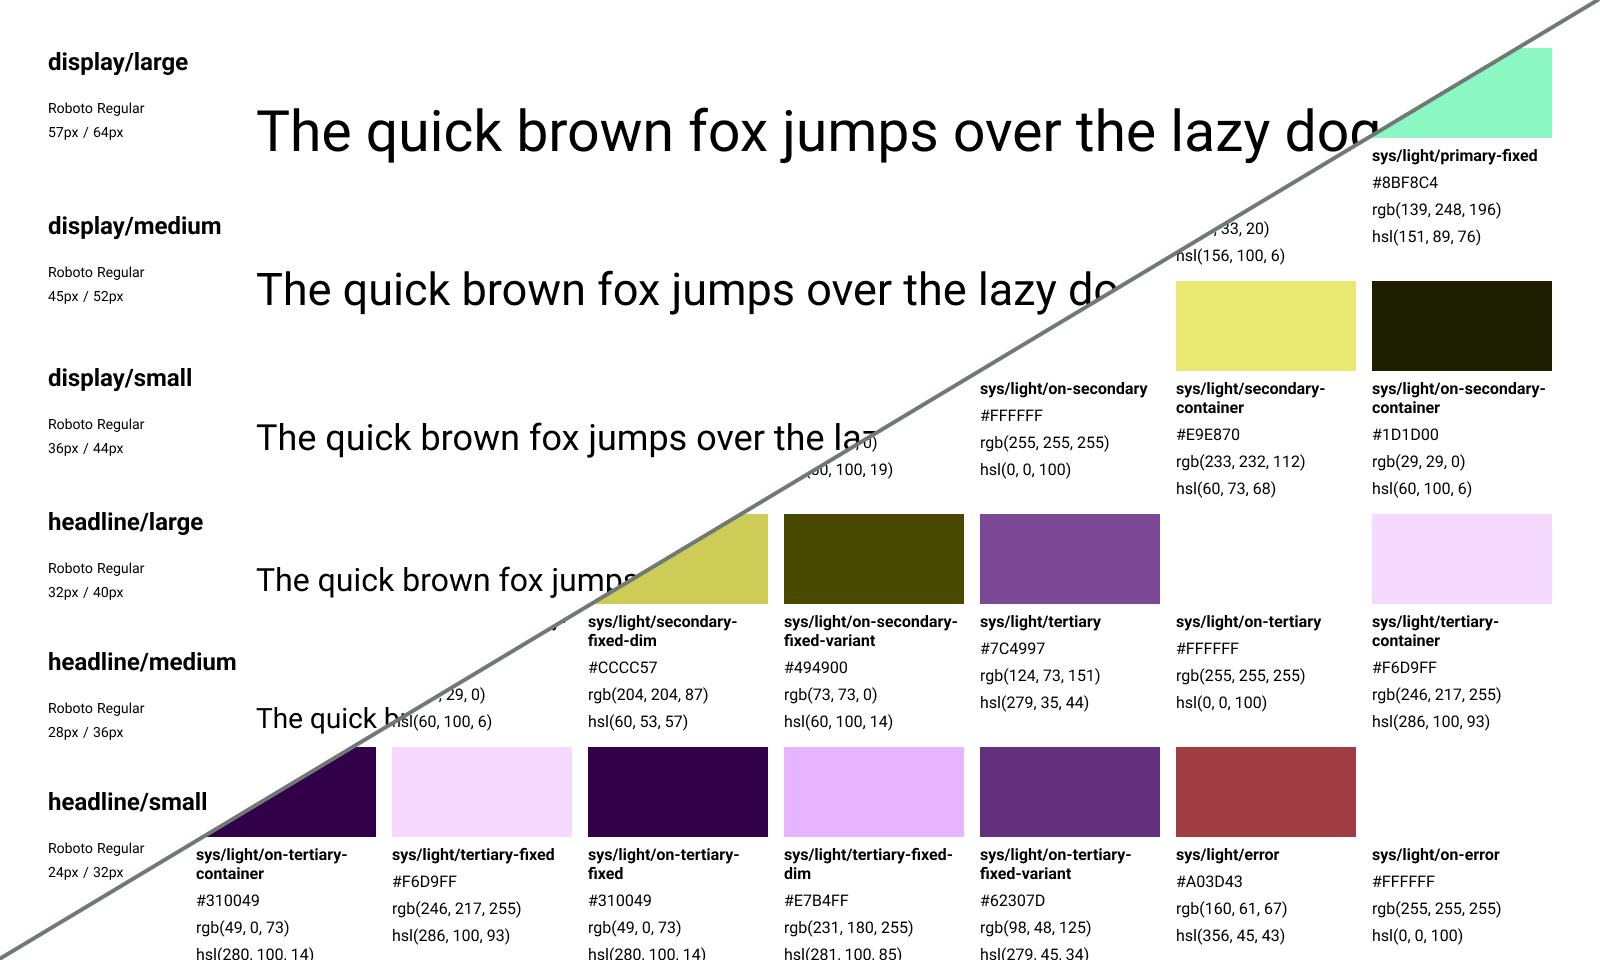 display/large
Roboto Regular
57px / 64px
The quick brown fox jumps over the lazy dog
display/medium
Roboto Regular
45px / 52px
The quick brown fox jumps over the lazy do
display/small
Roboto Regular
36px / 44px
The quick brown fox jumps over the laz
headline/large
Roboto Regular
32px / 40px
The quick brown fox jumps
headline/medium
Roboto Regular
28px / 36px
The quick b
headline/small
Roboto Regular
24px / 32px
sys/light/primary-fixed
#8BF8C4
rgb(139, 248, 196)
hsl(151, 89, 76)
33, 20)
hsl(156, 100, 6)
0)
100, 19)
sys/light/on-secondary
#FFFFFF
rgb(255, 255, 255)
hsl(0, 0, 100)
sys/light/secondary-
container
#E9E870
rgb(233, 232, 112)
hsl(60, 73, 68)
sys/light/on-secondary-
container
#1D1D00
rgb(29, 29, 0)
hsl(60, 100, 6)
29, 0)
hsl(60, 100, 6)
sys/light/secondary-
fixed-dim
#CCCC57
rgb(204, 204, 87)
hsl(60, 53, 57)
sys/light/on-secondary-
fixed-variant
#494900
rgb(73, 73, 0)
hsl(60, 100, 14)
sys/light/tertiary
#7C4997
rgb(124, 73, 151)
hsl(279, 35, 44)
sys/light/on-tertiary
#FFFFFF
rgb(255, 255, 255)
hsl(0, 0, 100)
sys/light/tertiary-
container
#F6D9FF
rgb(246, 217, 255)
hsl(286, 100, 93)
sys/light/on-tertiary-
container
#310049
rgb(49, 0, 73)
hsl(280, 100, 14)
sys/light/tertiary-fixed
#F6D9FF
rgb(246, 217, 255)
hsl(286, 100, 93)
sys/light/on-tertiary-
fixed
#310049
rgb(49, 0, 73)
hsl(280, 100, 14)
sys/light/tertiary-fixed-
dim
#E7B4FF
rgb(231, 180, 255)
hsl(281, 100, 85)
sys/light/on-tertiary-
fixed-variant
#62307D
rgb(98, 48, 125)
hsl(279, 45, 34)
sys/light/error
#A03D43
rgb(160, 61, 67)
hsl(356, 45, 43)
sys/light/on-error
#FFFFFF
rgb(255, 255, 255)
hsl(0, 0, 100)